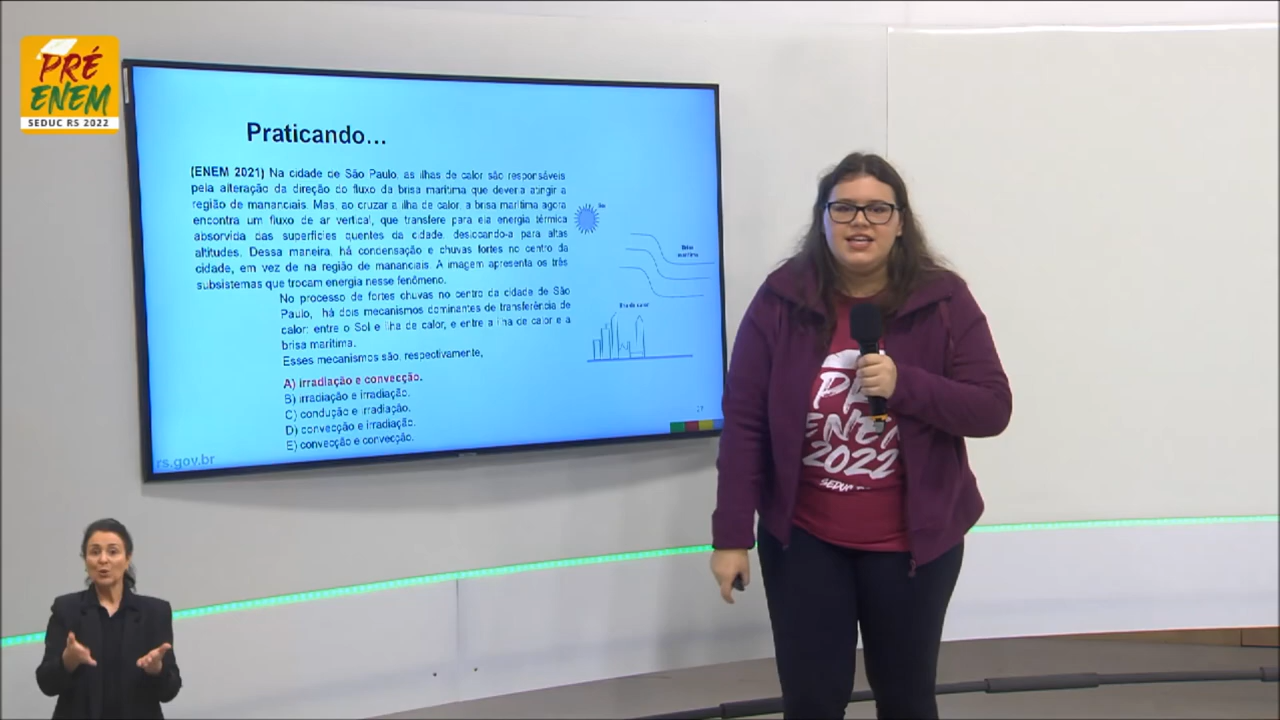 PRÉ
ENEM
SEDUC RS 2022
Praticando...
(ENEM 2021) Na cidade de São Paulo, as ilhas de calor são responsáveis
pela alteração da direção do fluxo da brisa marítima que deveria atingir a
região de mananciais. Mas, ao cruzar a ilha de calor, a brisa marítima agora
encontra um fluxo de ar vertical, que transfere para ela energia térmica
absorvida das superfícies quentes da cidade, deslocando-a para altas
altitudes. Dessa maneira, há condensação e chuvas fortes no centro da
cidade, em vez de na região de mananciais. A imagem apresenta os três
subsistemas que trocam energia nesse fenômeno.
No processo de fortes chuvas no centro da cidade de São
Paulo, há dois mecanismos dominantes de transferência de
calor: entre o Sol e ilha de calor, e entre a ilha de calor e a
brisa marítima.
Esses mecanismos são, respectivamente,
A) irradiação e convecção.
B) irradiação e irradiação.
C) condução e irradiação.
D) convecção e irradiação.
E) convecção e convecção.
Sol
Brisa
marítima
Ilha de calor
rs.gov.br
PRÉ
ENEM
2022
SEDUC